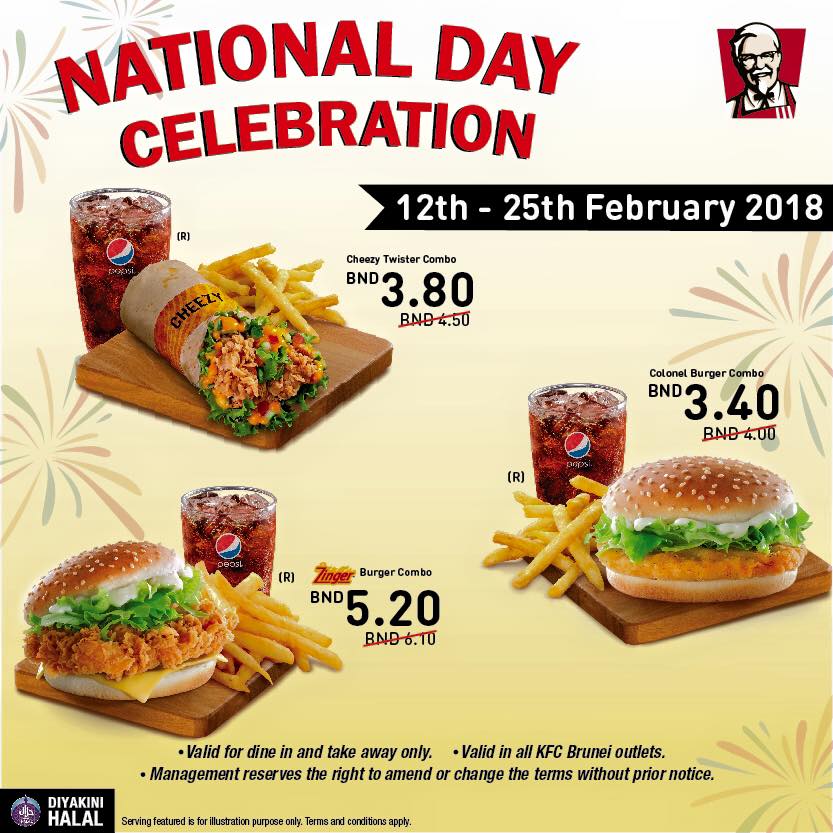 NATIONAL DAY
CELEBRATION
12th - 25th February 2018
(R)
pepsi
CHEEZY
Cheezy Twister Combo
BND 3.80
BND 4.50
Colonel Burger Combo
BND 3.40
BND 4.00
(R)
pepsi
pepsi
(R)
Zinger Burger Combo
BND 5.20
BND 6.10
• Valid for dine in and take away only. • Valid in all KFC Brunei outlets.
• Management reserves the right to amend or change the terms without prior notice.
DIYAKINI
HALAL
Serving featured is for illustration purpose only. Terms and conditions apply.